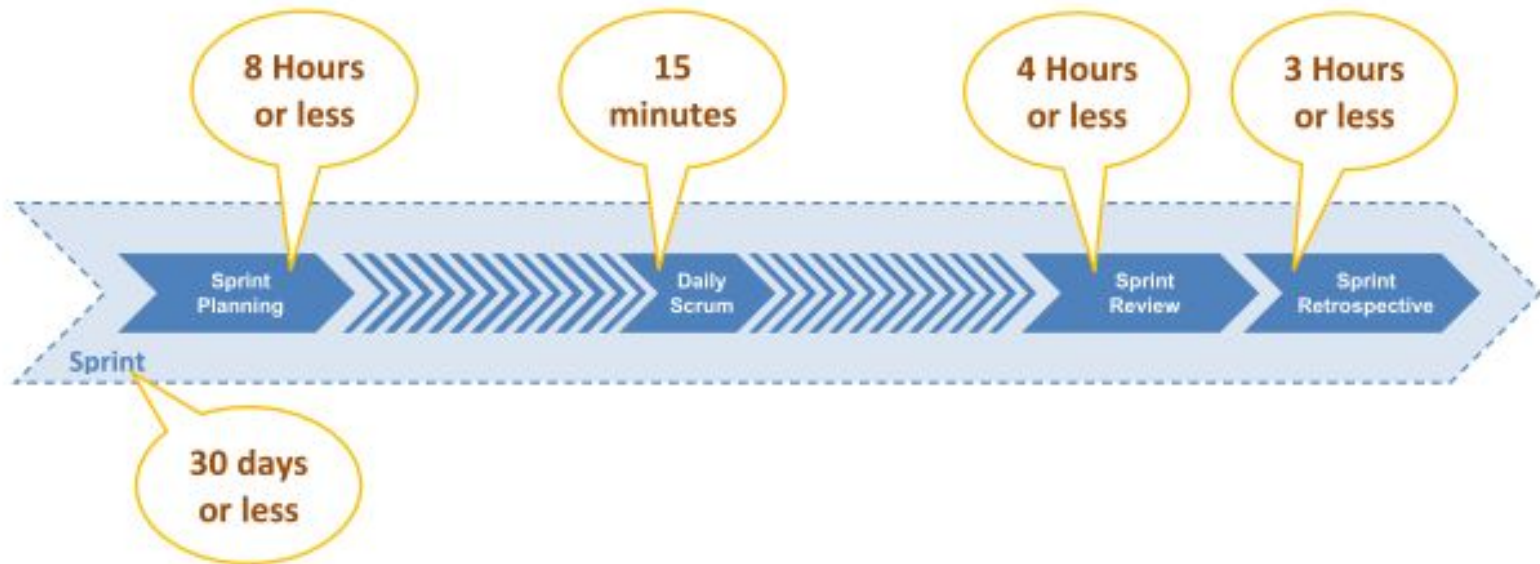 8 Hours
or less
15
minutes
4 Hours
or less
3 Hours
or less
Sprint
Planning
Daily
Scrum
Sprint
Review
Sprint
Retrospective
Sprint
30 days
or less